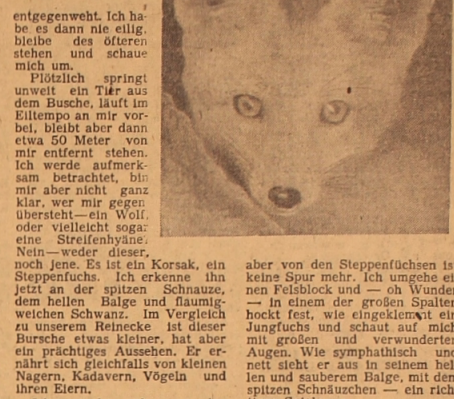 entgegenweht. Ich ha-
be es dann nie eilig,
bleibe des öfteren
stehen und schaue
mich um.
Plötzlich springt
unweit ein Tier aus
dem Busche, läuft im
Eiltempo an mir vor-
bei, bleibt aber dann
etwa 50 Meter von
mir entfernt stehen.
Ich werde aufmerk-
sam betrachtet, bin
mir aber nicht ganz
klar, wer mir gegen
übersteht—ein Wolf,
oder vielleicht sogar
eine Streifenhyäne.
Nein—weder dieser,
noch jene. Es ist ein Korsak, ein
Steppenfuchs. Ich erkenne ihn
jetzt an der spitzen Schnauze,
dem hellen Balge und flaumig-
weichen Schwanz. Im Vergleich
zu unserem Reinecke ist dieser
Bursche etwas kleiner, hat aber
ein prächtiges Aussehen. Er er-
nährt sich gleichfalls von kleinen
Nagern, Kadavern, Vögeln und
ihren Eiern.
aber von den Steppenfüchsen is
keine Spur mehr. Ich umgehe ei
nen Felsblock und — oh Wunder
— in einem der großen Spalten
hockt fest, wie eingeklemmt ein
Jungfuchs und schaut auf mich
mit großen und verwunderten
Augen. Wie symphathisch und
nett sieht er aus in seinem hel
len und sauberem Balge, mit den
spitzen Schnäuzchen — ein rich